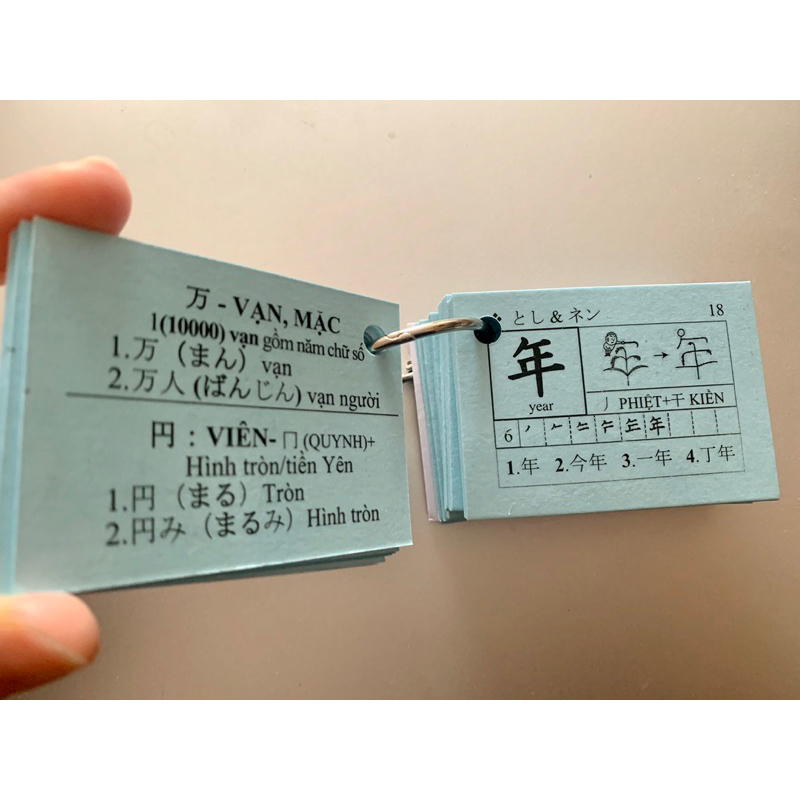 万 - VẠN, MẶC
1(10000) vạn gồm năm chữ số
1.万 (まん) vạn
2.万人 (ばんじん) vạn người
円 : VIÊN- 冂 (QUYNH)+
Hình tròn/tiền Yên
1.円 (まる) Tròn
2.円み (まるみ) Hình tròn
❖ とし & ネン 18
年
year
丿 PHIỆT+干 KIỀN
6
1.年 2.今年 3.一年 4.丁年